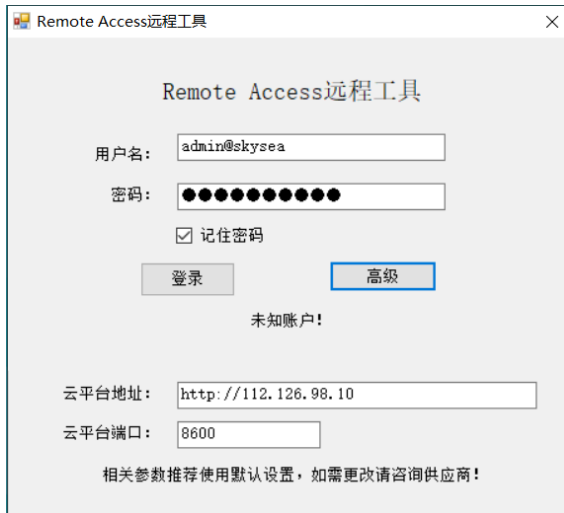 Remote Access远程工具
Remote Access远程工具
用户名： admin@skysea
密码： ●●●●●●●●●●
记住密码
登录 高级
未知账户！
云平台地址： http://112.126.98.10
云平台端口： 8600
相关参数推荐使用默认设置，如需更改请咨询供应商！